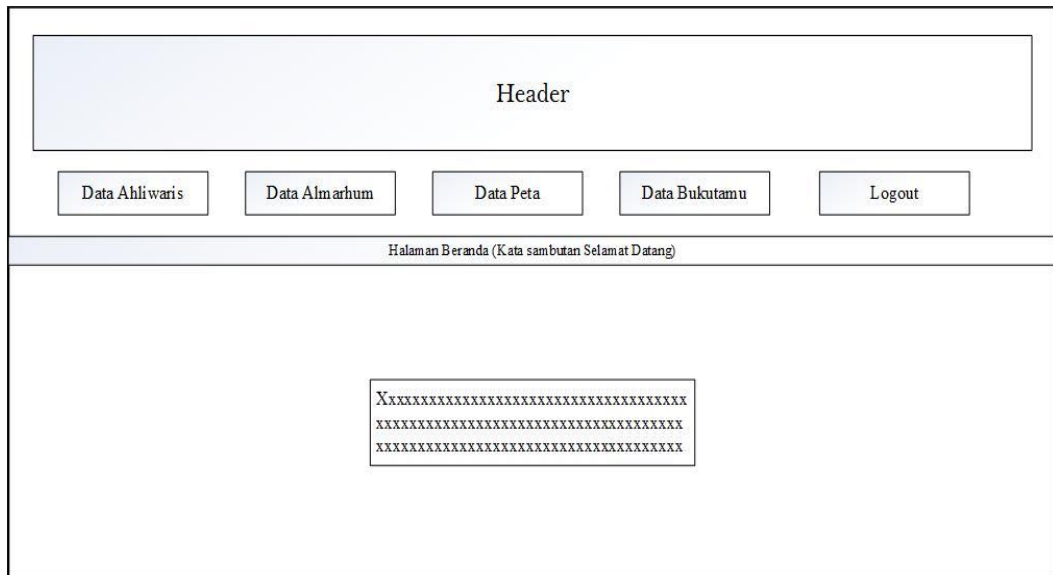 Header
Data Ahliwaris
Data Almarhum
Data Peta
Data Bukutamu
Logout
Halaman Beranda (Kata sambutan Selamat Datang)
Xxxxxxxxxxxxxxxxxxxxxxxxxxxxxxxxxxxxx
xxxxxxxxxxxxxxxxxxxxxxxxxxxxxxxxxxxxx
xxxxxxxxxxxxxxxxxxxxxxxxxxxxxxxxxxxxx